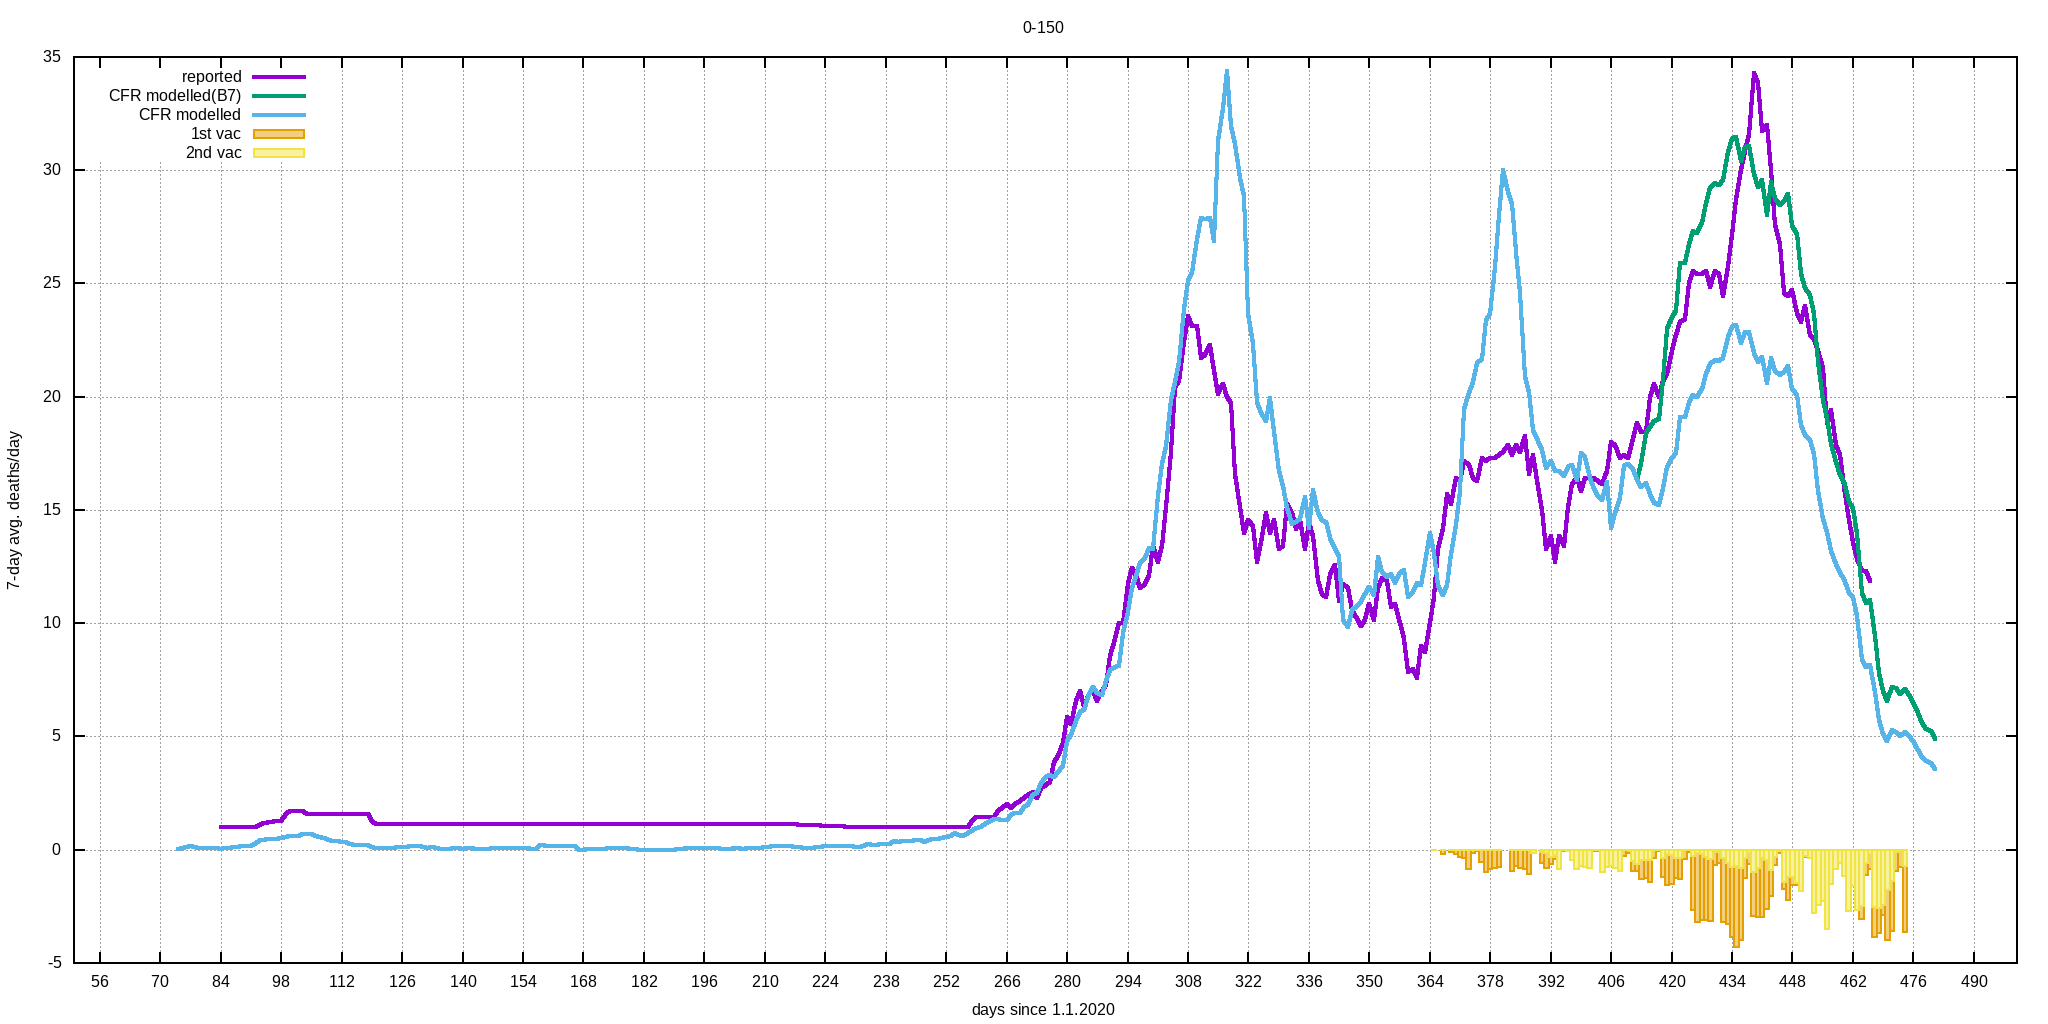 0-150
reported
CFR modelled(B7)
CFR modelled
1st vac
2nd vac
35
30
25
20
15
10
5
0
-5
7-day avg. deaths/day
56 70 84 98 112 126 140 154 168 182 196 210 224 238 252 266 280 294 308 322 336 350 364 378 392 406 420 434 448 462 476 490
days since 1.1.2020